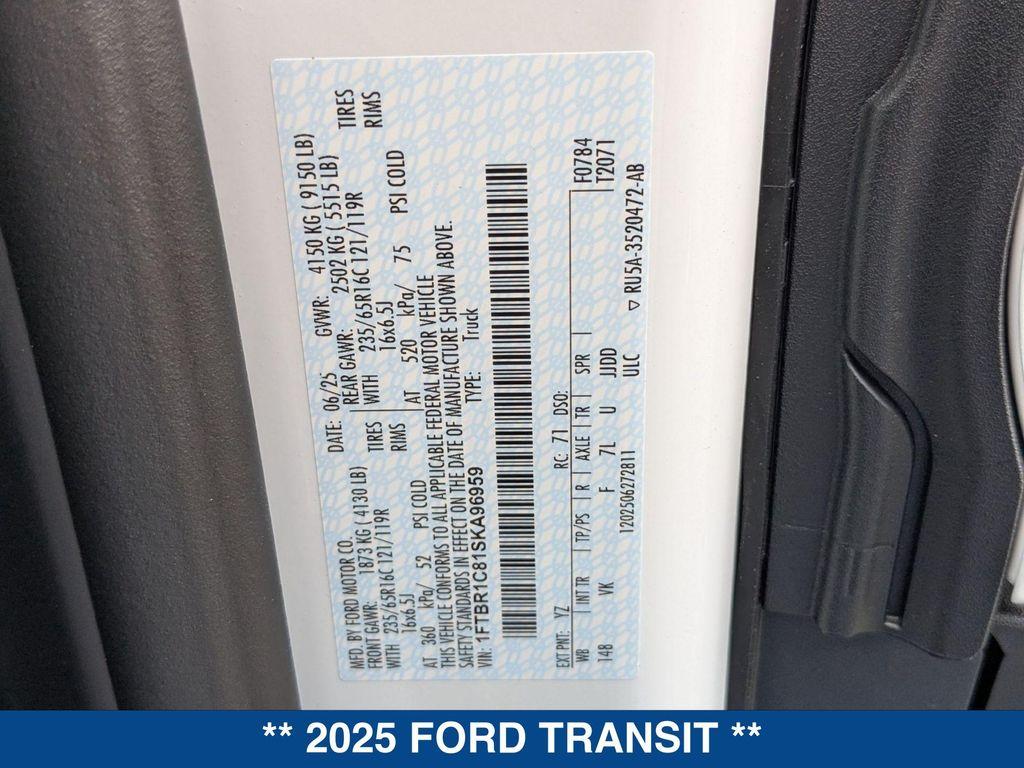 MFD. BY FORD MOTOR CO.
DATE: 06/25
GVWR: 4150 KG ( 9150 LB)
FRONT GAWR: 1873 KG (4130 LB)
REAR GAWR: 2502 KG ( 5515 LB)
WITH 235/65R16C 121/119R TIRES
WITH 235/65R16C 121/119R TIRES
16x6.5J RIMS
16x6.5J RIMS
AT 360 kPa/ 52 PSI COLD
AT 520 kPa/ 75 PSI COLD
THIS VEHICLE CONFORMS TO ALL APPLICABLE FEDERAL MOTOR VEHICLE
SAFETY STANDARDS IN EFFECT ON THE DATE OF MANUFACTURE SHOWN ABOVE.
VIN: 1FTBR1C81SKA96959
TYPE: Truck
F0784
T2071
EXT PNT: YZ RC: 71 DSO:
WB INT TR TP/PS R AXLE TR SPR
148 VK F 7L U JJDD
ULC
1202506272811
▽ RU5A-3520472-AB
** 2025 FORD TRANSIT **